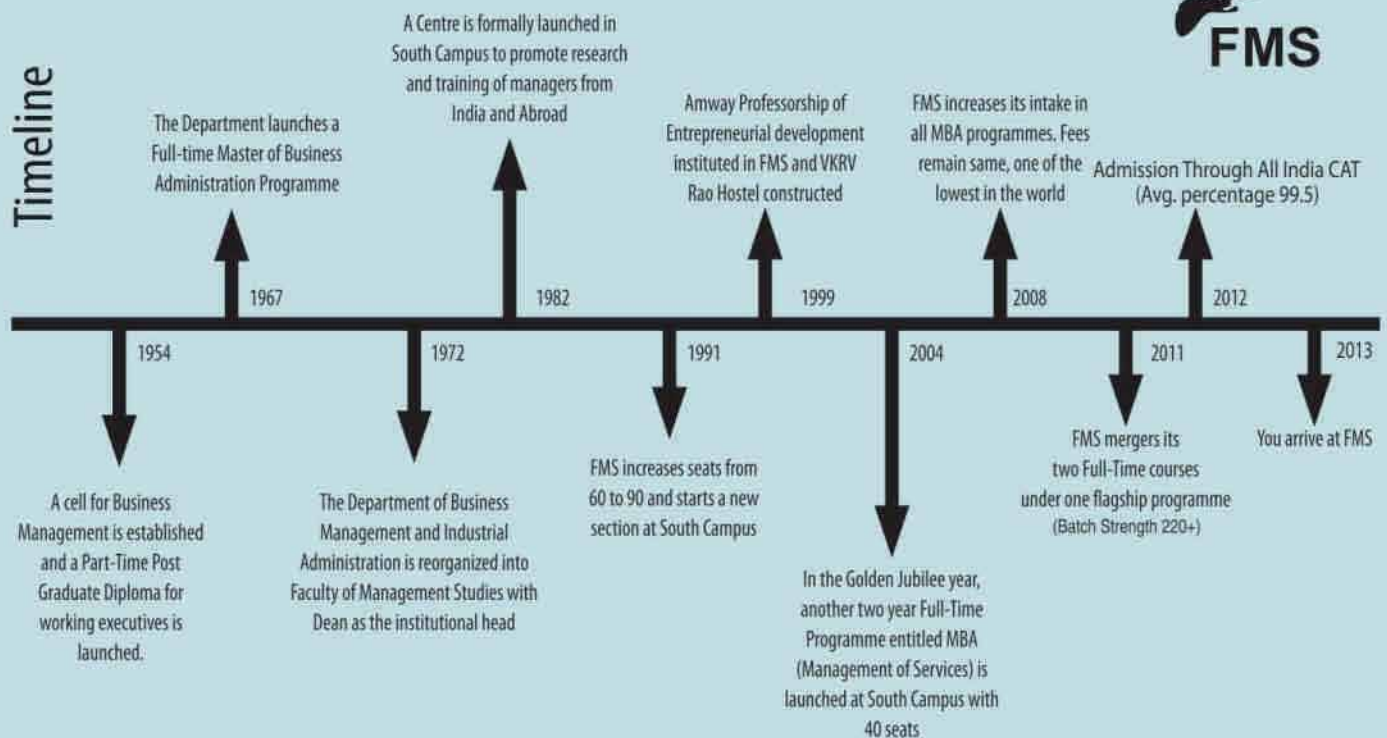 Timeline
FMS
A Centre is formally launched in
South Campus to promote research
and training of managers from
India and Abroad
The Department launches a
Full-time Master of Business
Administration Programme
Amway Professorship of
Entrepreneurial development
instituted in FMS and VKRV
Rao Hostel constructed
FMS increases its intake in
all MBA programmes. Fees
remain same, one of the
lowest in the world
Admission Through All India CAT
(Avg. percentage 99.5)
1967
1982
1999
2008
2012
1954
1972
1991
2004
2011
2013
A cell for Business
Management is established
and a Part-Time Post
Graduate Diploma for
working executives is
launched.
The Department of Business
Management and Industrial
Administration is reorganized into
Faculty of Management Studies with
Dean as the institutional head
FMS increases seats from
60 to 90 and starts a new
section at South Campus
In the Golden Jubilee year,
another two year Full-Time
Programme entitled MBA
(Management of Services) is
launched at South Campus with
40 seats
FMS mergers its
two Full-Time courses
under one flagship programme
(Batch Strength 220+)
You arrive at FMS